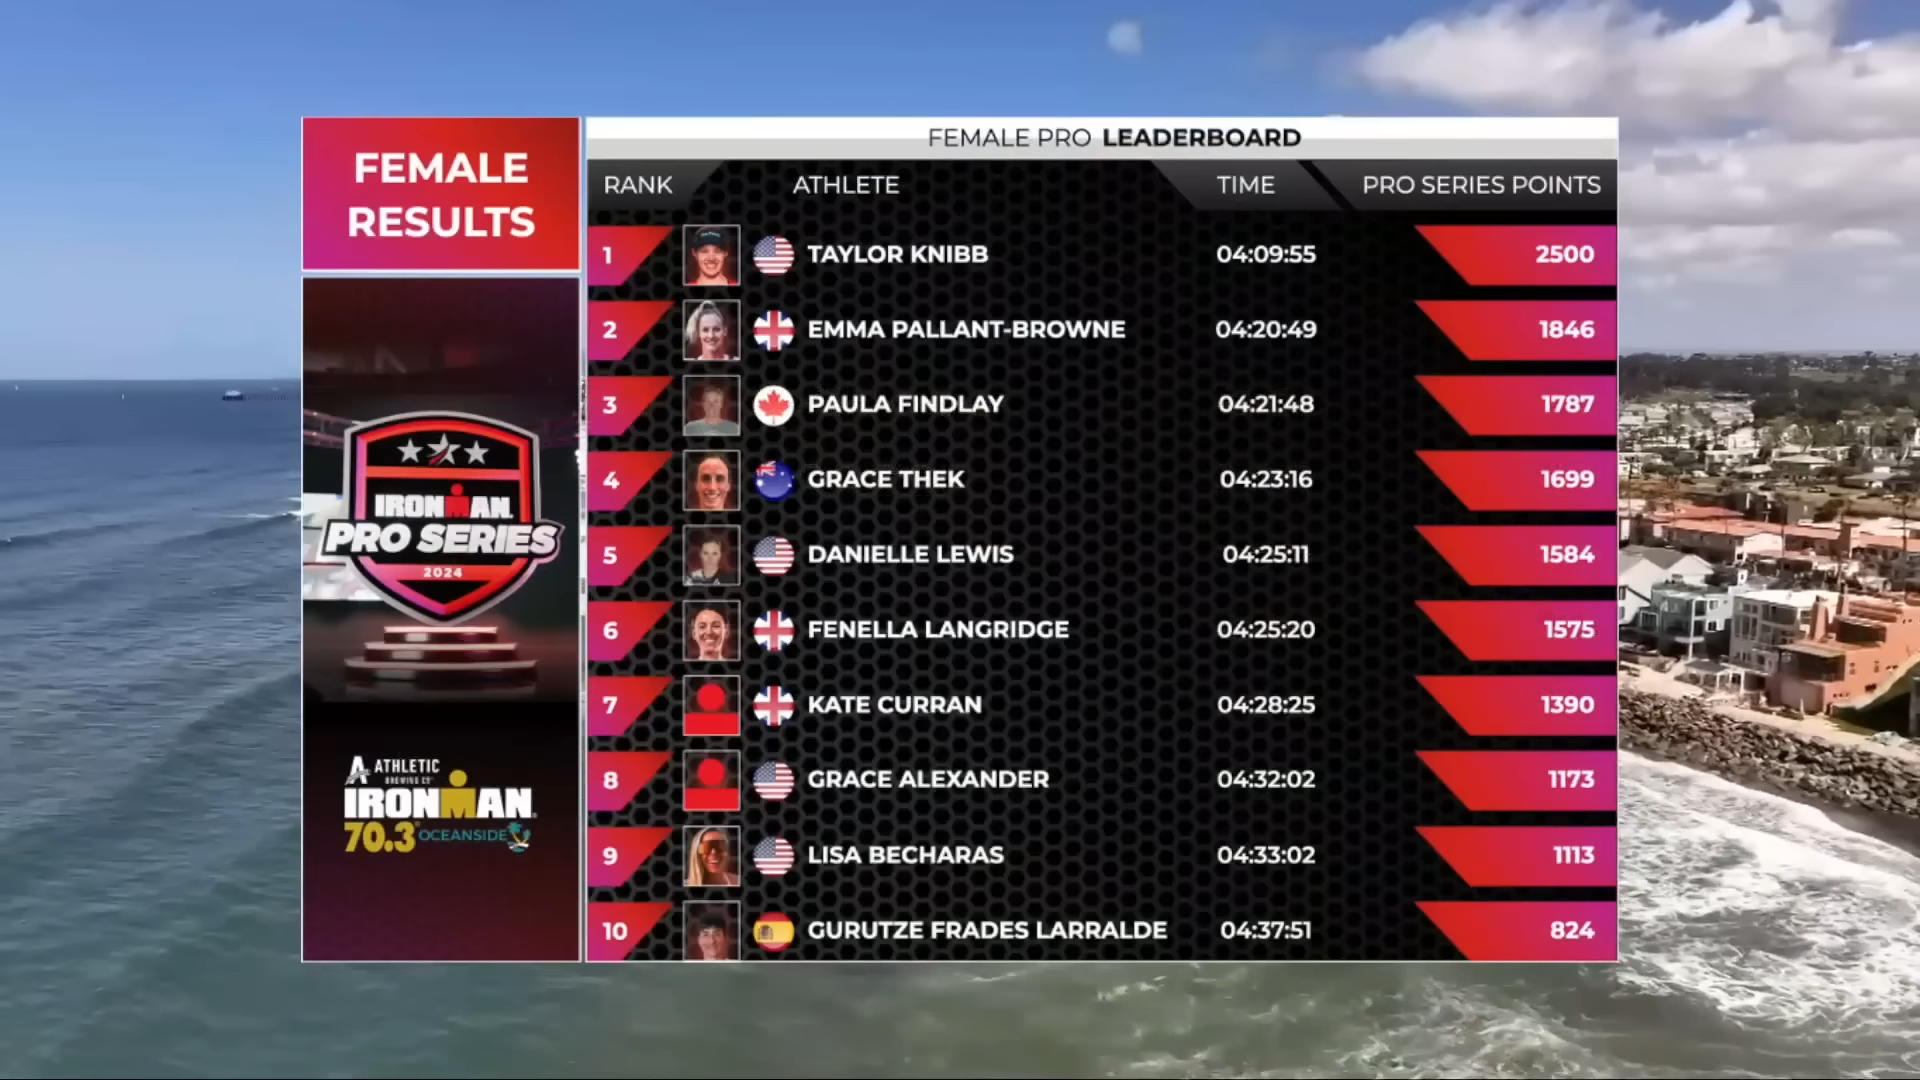 FEMALE
RESULTS
FEMALE PRO LEADERBOARD
RANK ATHLETE TIME PRO SERIES POINTS
1 TAYLOR KNIBB 04:09:55 2500
2 EMMA PALLANT-BROWNE 04:20:49 1846
3 PAULA FINDLAY 04:21:48 1787
4 GRACE THEK 04:23:16 1699
5 DANIELLE LEWIS 04:25:11 1584
6 FENELLA LANGRIDGE 04:25:20 1575
7 KATE CURRAN 04:28:25 1390
8 GRACE ALEXANDER 04:32:02 1173
9 LISA BECHARAS 04:33:02 1113
10 GURUTZE FRADES LARRALDE 04:37:51 824
IRONMAN
PRO SERIES
2024
ATHLETIC
BREWING CO
IRONMAN
70.3 OCEANSIDE